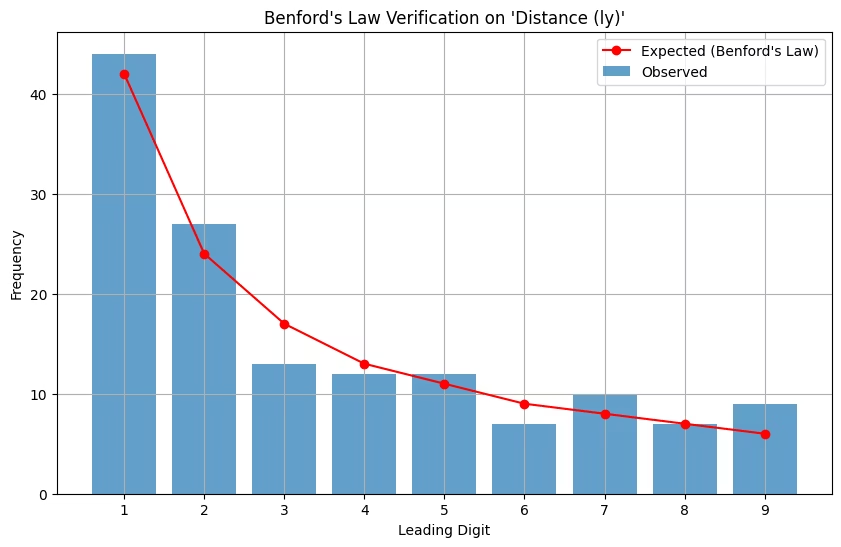 Benford's Law Verification on 'Distance (ly)'
Expected (Benford's Law)
Observed
Frequency
40
30
20
10
0
1 2 3 4 5 6 7 8 9
Leading Digit